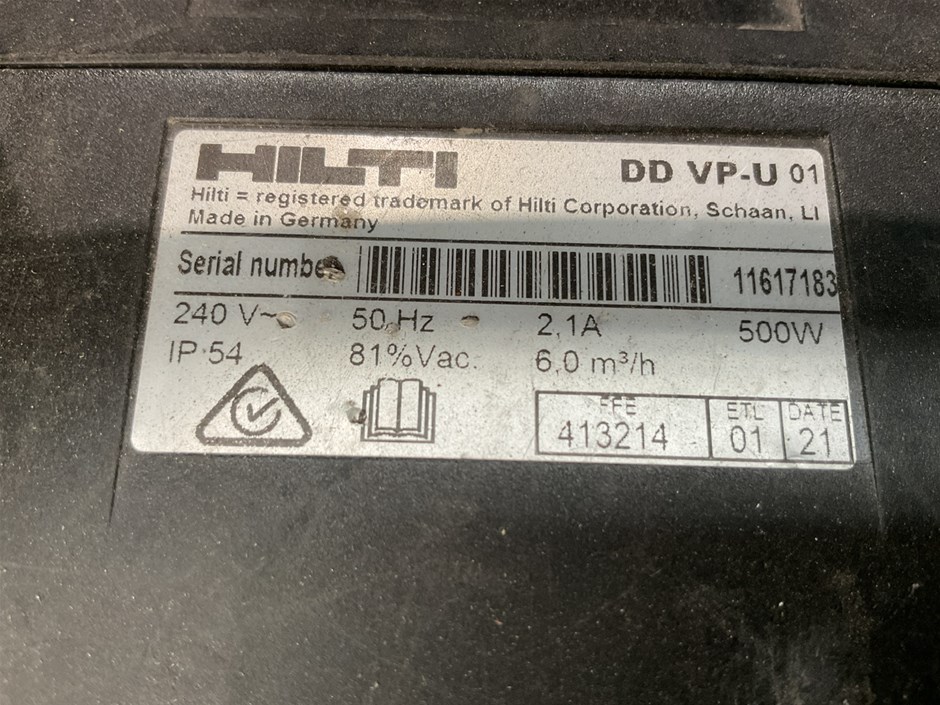 HILTI DD VP-U 01
Hilti = registered trademark of Hilti Corporation, Schaan, LI
Made in Germany
Serial number 11617183
240 V~ 50 Hz 2,1A 500W
IP 54 81%Vac. 6,0 m³/h
FFE ETL DATE
413214 01 21